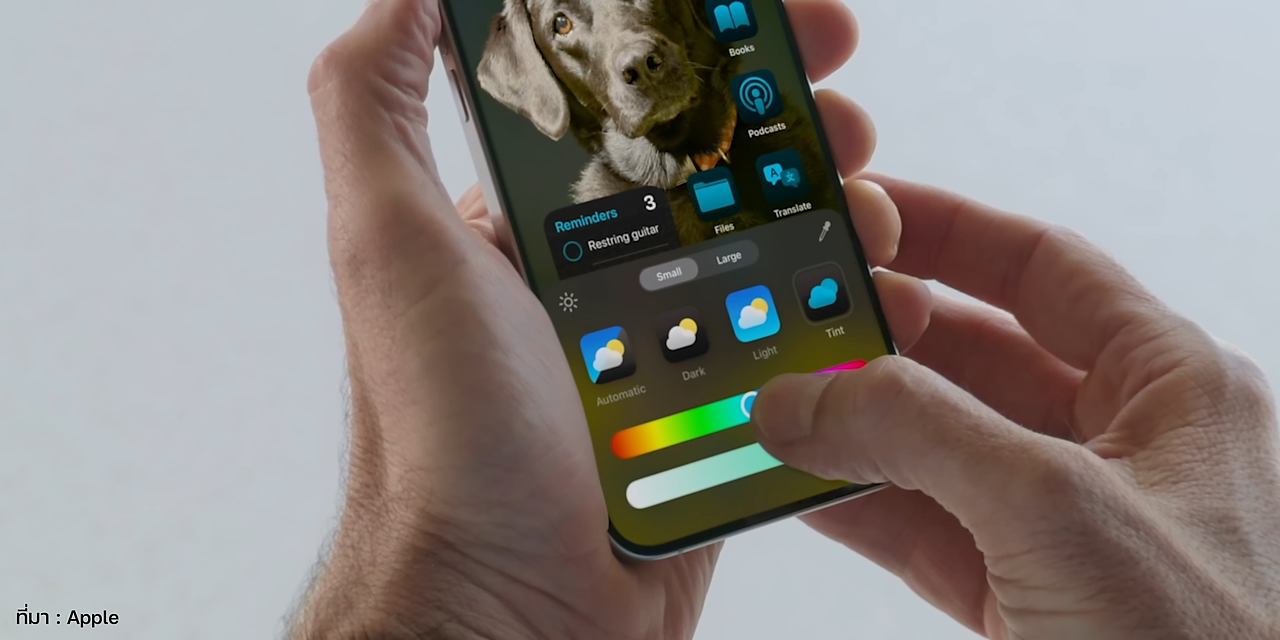 Books
Podcasts
Translate
Files
Reminders 3
Restring guitar
Small Large
Automatic Dark Light Tint
ที่มา : Apple